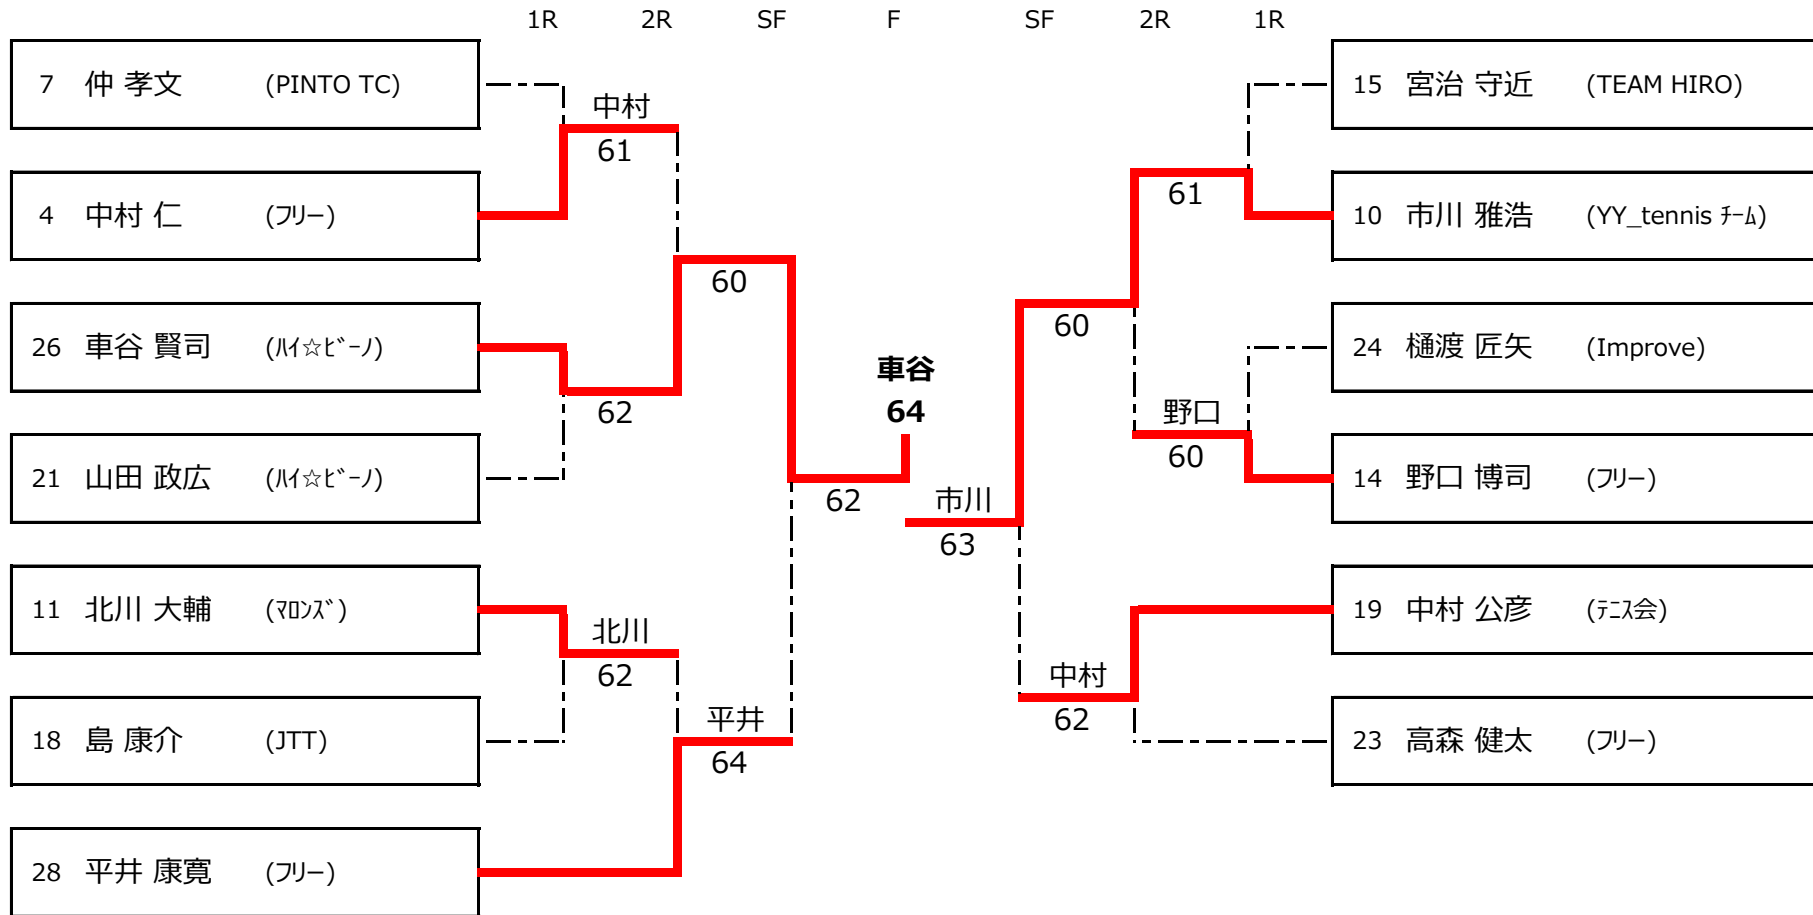 1R 2R SF F SF 2R 1R
7 仲 孝文 (PINTO TC)
15 宮治 守近 (TEAM HIRO)
中村
61
61
4 中村 仁 (フリー)
10 市川 雅浩 (YY_tennis ﾁｰﾑ)
60
60
26 車谷 賢司 (ﾊｲ☆ﾋﾞｰﾉ)
24 樋渡 匠矢 (Improve)
車谷
64
62
野口
60
21 山田 政広 (ﾊｲ☆ﾋﾞｰﾉ)
14 野口 博司 (フリー)
62
市川
63
11 北川 大輔 (ﾏﾛﾝｽﾞ)
19 中村 公彦 (ﾃﾆｽ会)
北川
62
中村
62
18 島 康介 (JTT)
23 高森 健太 (フリー)
平井
64
28 平井 康寛 (フリー)